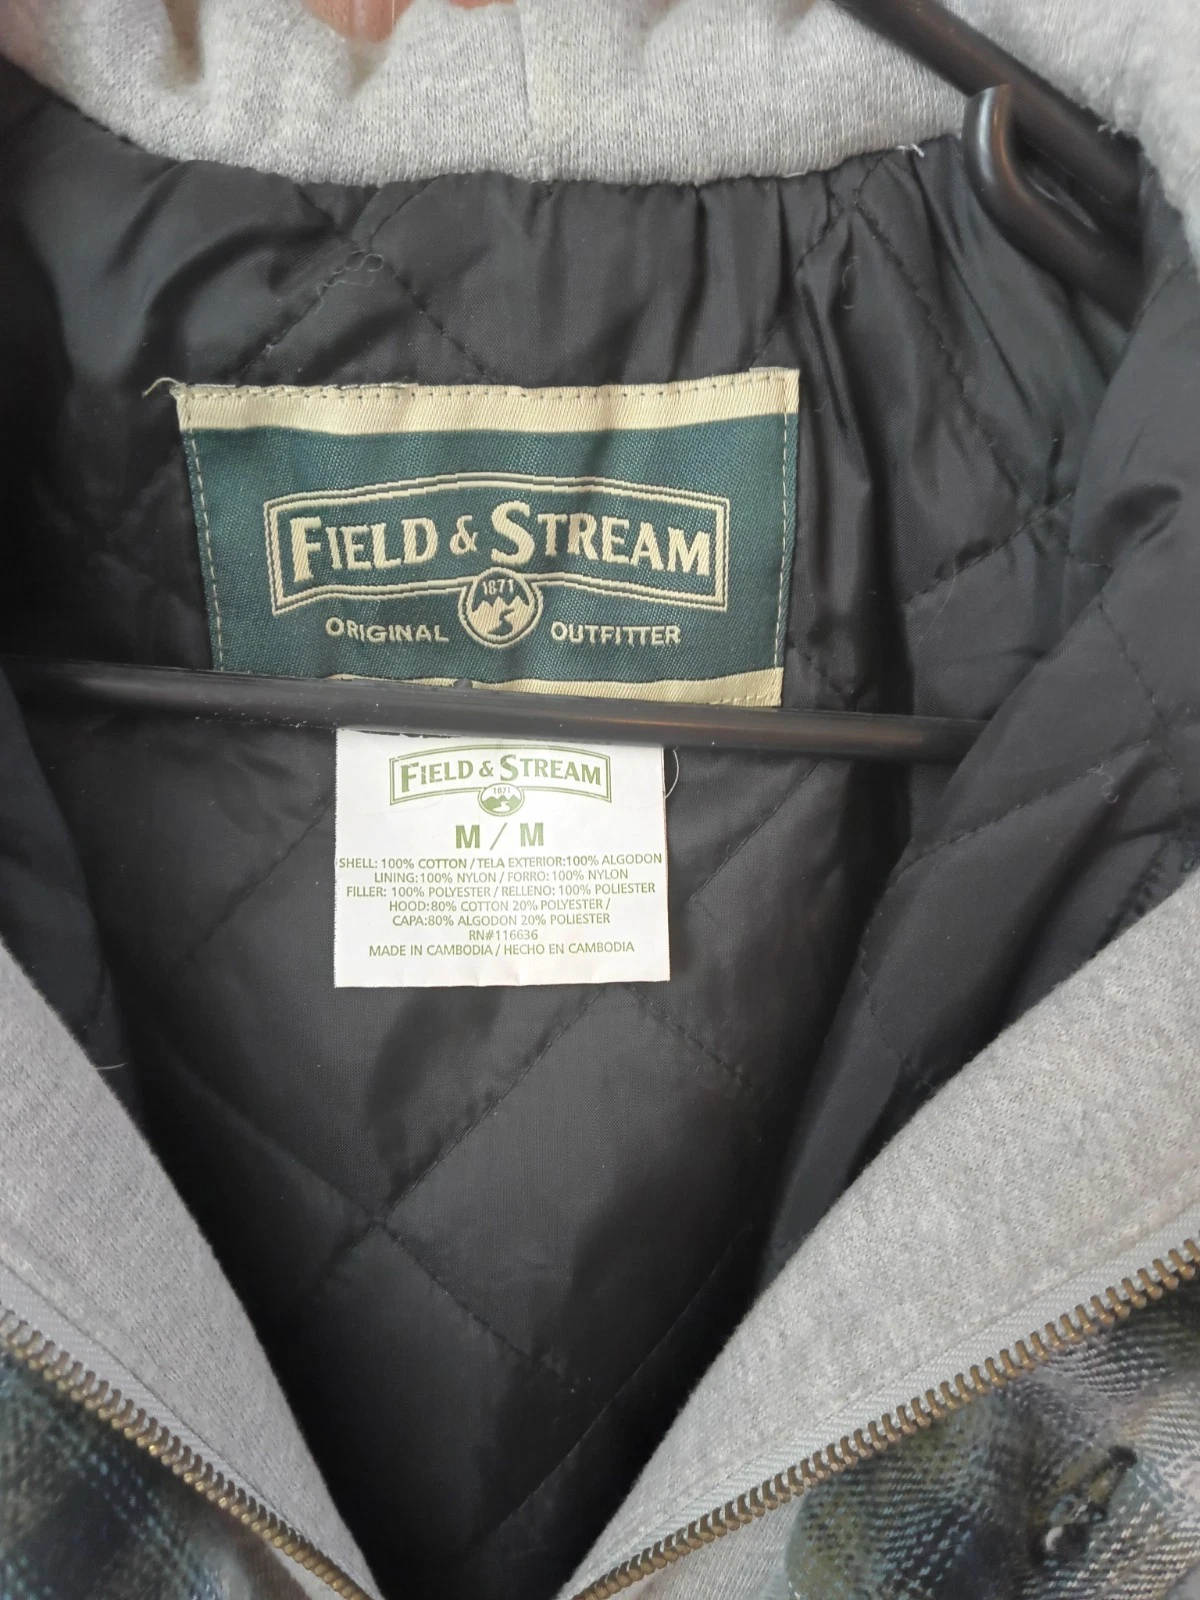 FIELD & STREAM
1871
ORIGINAL OUTFITTER
FIELD & STREAM
1871
M / M
SHELL: 100% COTTON / TELA EXTERIOR:100% ALGODON
LINING:100% NYLON / FORRO: 100% NYLON
FILLER: 100% POLYESTER / RELLENO: 100% POLIESTER
HOOD:80% COTTON 20% POLYESTER /
CAPA:80% ALGODON 20% POLIESTER
RN#116636
MADE IN CAMBODIA / HECHO EN CAMBODIA